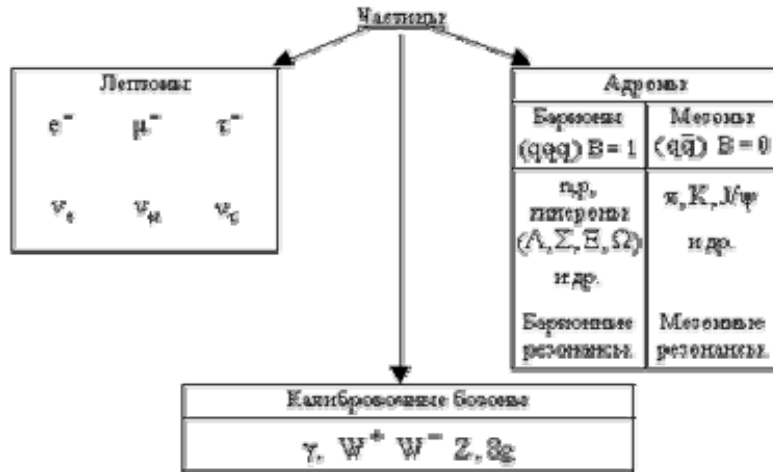 Частицы
Лептоны
e⁻ μ⁻ τ⁻
νₑ ν_μ ν_τ
Адроны
Барионы
(qqq) B = 1
n,p,
гипероны
(Λ, Σ, Ξ, Ω)
и др.
Барионные
резонансы
Мезоны
(qq̄) B = 0
π, K, J/ψ
и др.
Мезонные
резонансы
Калибровочные бозоны
γ, W⁺ W⁻ Z, 8g